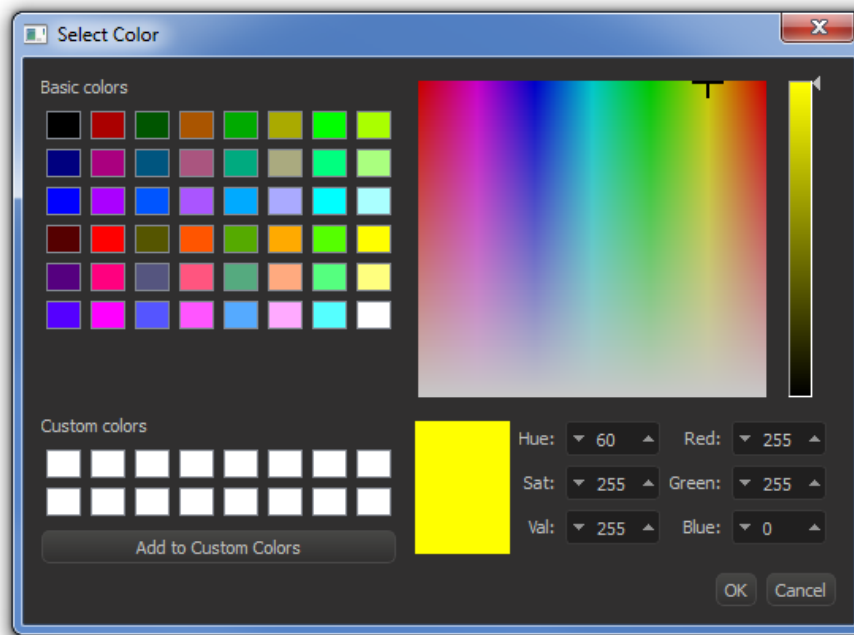 Select Color
Basic colors
Custom colors
Add to Custom Colors
Hue: 60 Red: 255
Sat: 255 Green: 255
Val: 255 Blue: 0
OK Cancel